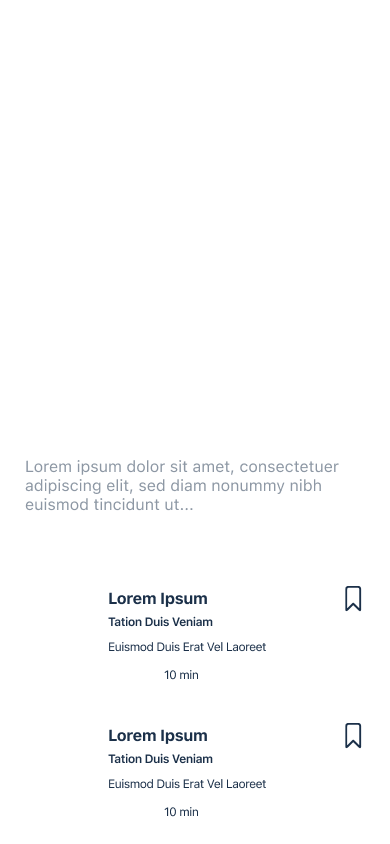 Lorem ipsum dolor sit amet, consectetuer
adipiscing elit, sed diam nonummy nibh
euismod tincidunt ut...
Lorem Ipsum
Tation Duis Veniam
Euismod Duis Erat Vel Laoreet
10 min
Lorem Ipsum
Tation Duis Veniam
Euismod Duis Erat Vel Laoreet
10 min